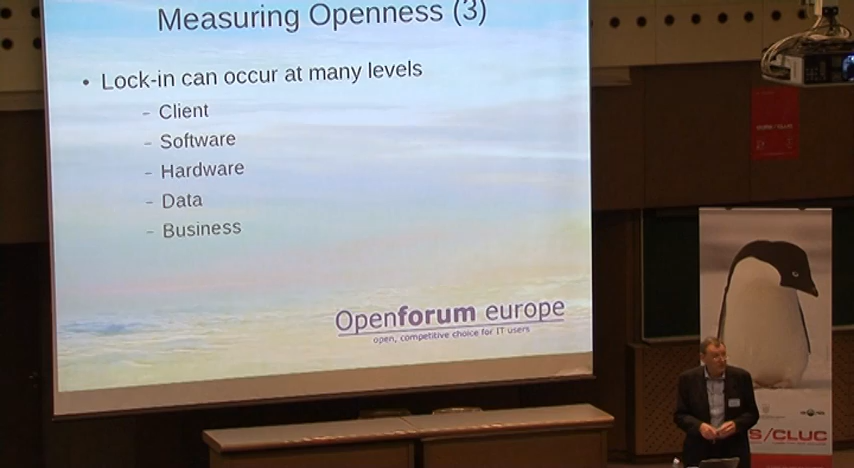 Measuring Openness (3)
• Lock-in can occur at many levels
– Client
– Software
– Hardware
– Data
– Business
Openforum europe
open, competitive choice for IT users
S/CLUC